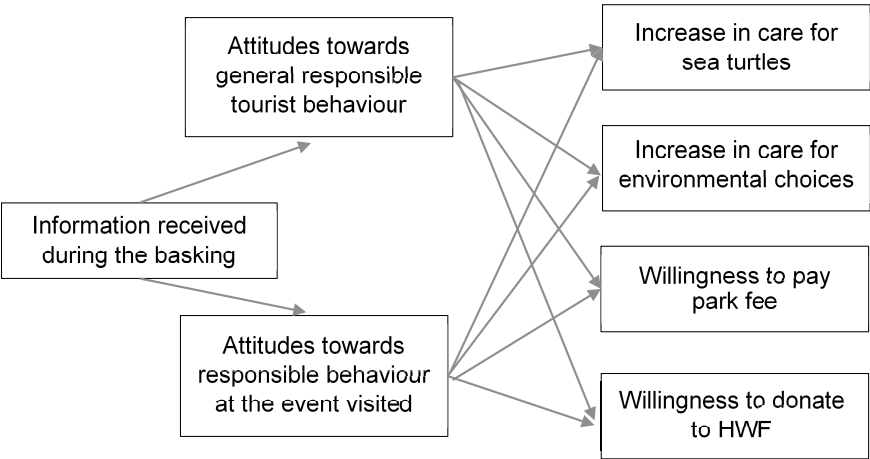 Attitudes towards
general responsible
tourist behaviour
Increase in care for
sea turtles
Increase in care for
environmental choices
Information received
during the basking
Willingness to pay
park fee
Attitudes towards
responsible behaviour
at the event visited
Willingness to donate
to HWF